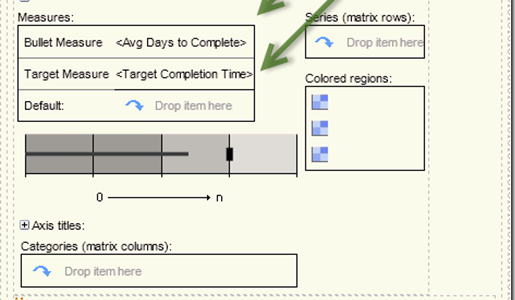 Measures:
Series (matrix rows):
Bullet Measure <Avg Days to Complete>
Drop item here
Target Measure <Target Completion Time>
Colored regions:
Default: Drop item here
0 n
Axis titles:
Categories (matrix columns):
Drop item here